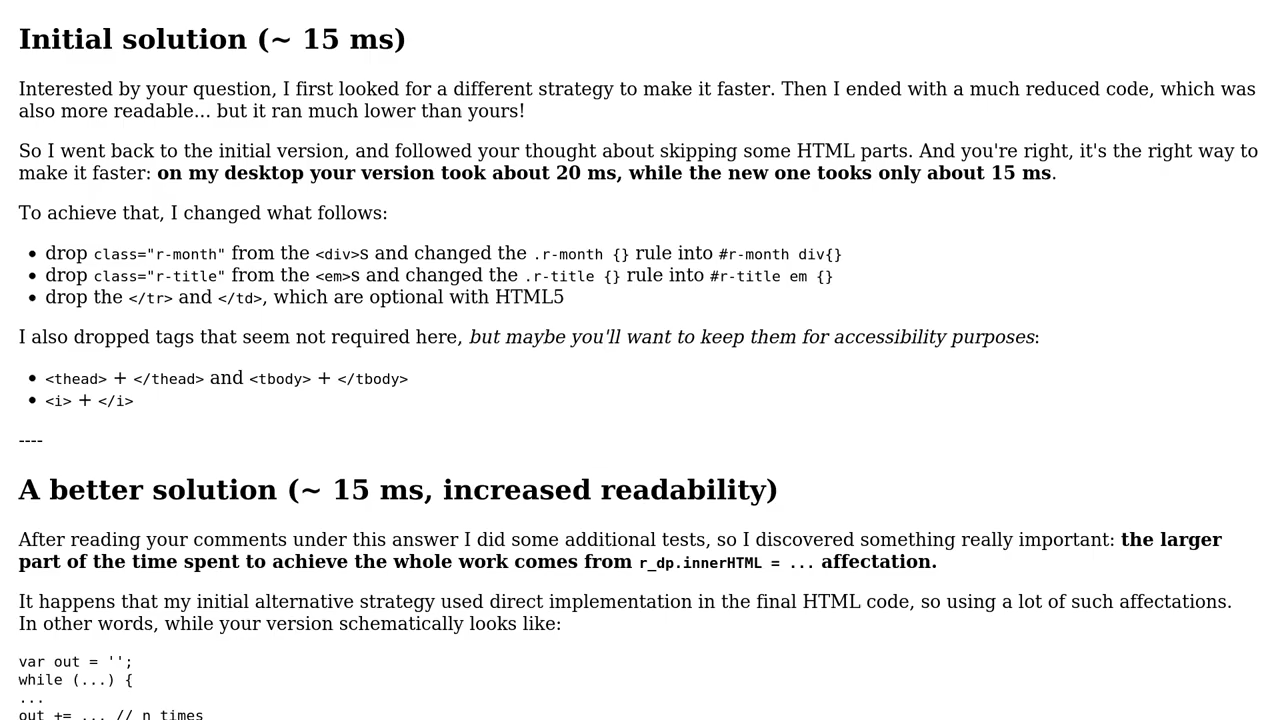 Initial solution (~ 15 ms)
Interested by your question, I first looked for a different strategy to make it faster. Then I ended with a much reduced code, which was
also more readable... but it ran much lower than yours!
So I went back to the initial version, and followed your thought about skipping some HTML parts. And you're right, it's the right way to
make it faster: on my desktop your version took about 20 ms, while the new one tooks only about 15 ms.
To achieve that, I changed what follows:
• drop class="r-month" from the <div>s and changed the .r-month {} rule into #r-month div{}
• drop class="r-title" from the <em>s and changed the .r-title {} rule into #r-title em {}
• drop the </tr> and </td>, which are optional with HTML5
I also dropped tags that seem not required here, but maybe you'll want to keep them for accessibility purposes:
• <thead> + </thead> and <tbody> + </tbody>
• <i> + </i>
----
A better solution (~ 15 ms, increased readability)
After reading your comments under this answer I did some additional tests, so I discovered something really important: the larger
part of the time spent to achieve the whole work comes from r_dp.innerHTML = ... affectation.
It happens that my initial alternative strategy used direct implementation in the final HTML code, so using a lot of such affectations.
In other words, while your version schematically looks like:
var out = '';
while (...) {
...
out += ... // n times